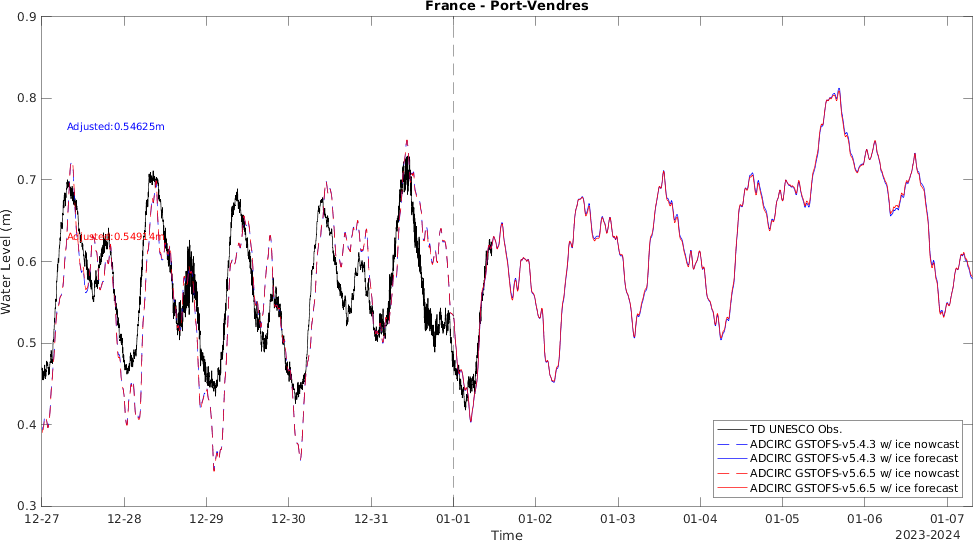 France - Port-Vendres
Water Level (m)
0.9
0.8
0.7
0.6
0.5
0.4
0.3
Adjusted:0.54625m
12-27
12-28
12-29
12-30
12-31
01-01
01-02
01-03
01-04
01-05
01-06
01-07
Time
2023-2024
TD UNESCO Obs.
ADCIRC GSTOFS-v5.4.3 w/ ice nowcast
ADCIRC GSTOFS-v5.4.3 w/ ice forecast
ADCIRC GSTOFS-v5.6.5 w/ ice nowcast
ADCIRC GSTOFS-v5.6.5 w/ ice forecast